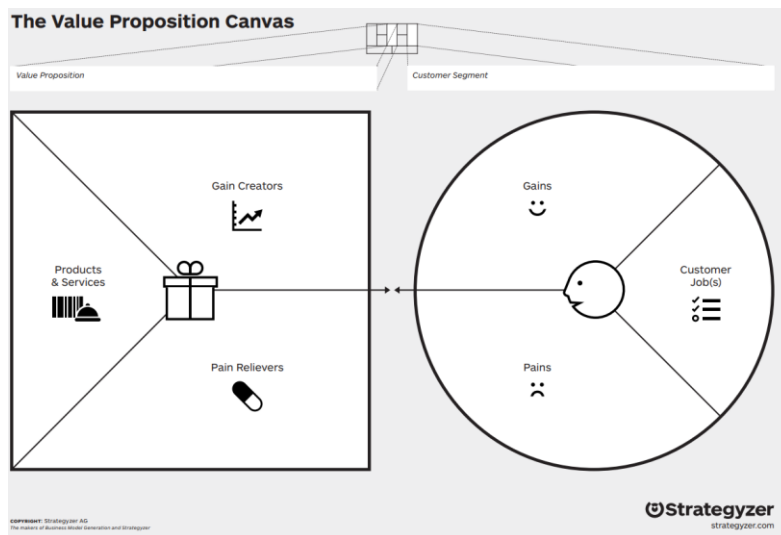 The Value Proposition Canvas
Value Proposition
Customer Segment
Gain Creators
Gains
Products
& Services
Customer
Job(s)
Pain Relievers
Pains
COPYRIGHT: Strategyzer AG
The makers of Business Model Generation and Strategyzer
Strategyzer
strategyzer.com